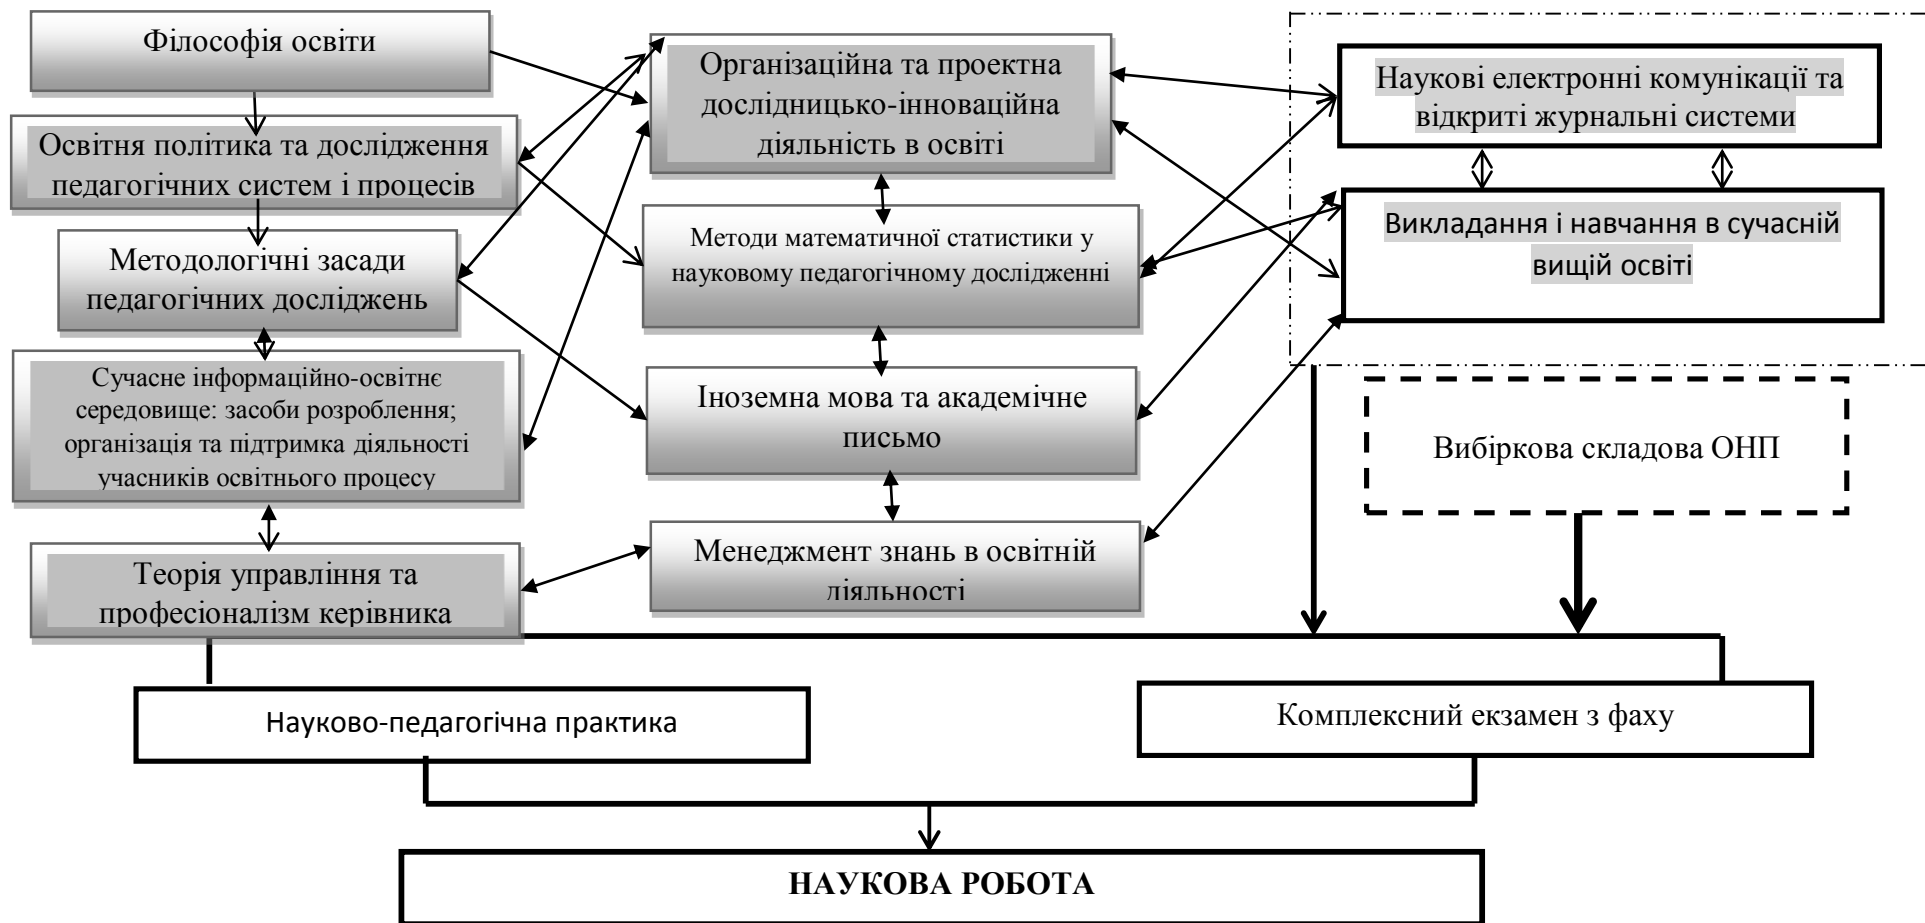 Філософія освіти
Освітня політика та дослідження
педагогічних систем і процесів
Методологічні засади
педагогічних досліджень
Сучасне інформаційно-освітнє
середовище: засоби розроблення;
організація та підтримка діяльності
учасників освітнього процесу
Теорія управління та
професіоналізм керівника
Організаційна та проектна
дослідницько-інноваційна
діяльність в освіті
Методи математичної статистики у
науковому педагогічному дослідженні
Іноземна мова та академічне
письмо
Менеджмент знань в освітній
діяльності
Наукові електронні комунікації та
відкриті журнальні системи
Викладання і навчання в сучасній
вищій освіті
Вибіркова складова ОНП
Науково-педагогічна практика
Комплексний екзамен з фаху
НАУКОВА РОБОТА